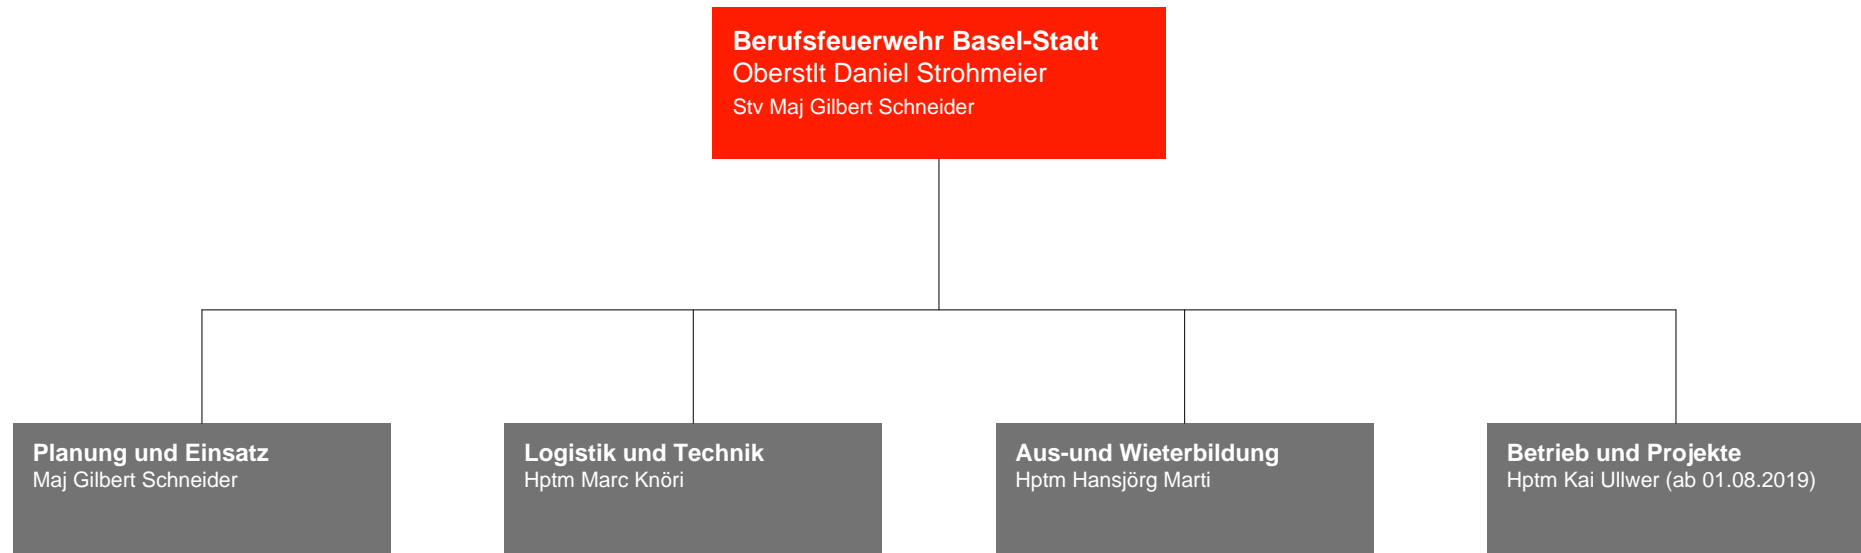 Berufsfeuerwehr Basel-Stadt
Oberstlt Daniel Strohmeier
Stv Maj Gilbert Schneider
Planung und Einsatz
Maj Gilbert Schneider
Logistik und Technik
Hptm Marc Knöri
Aus-und Wieterbildung
Hptm Hansjörg Marti
Betrieb und Projekte
Hptm Kai Ullwer (ab 01.08.2019)